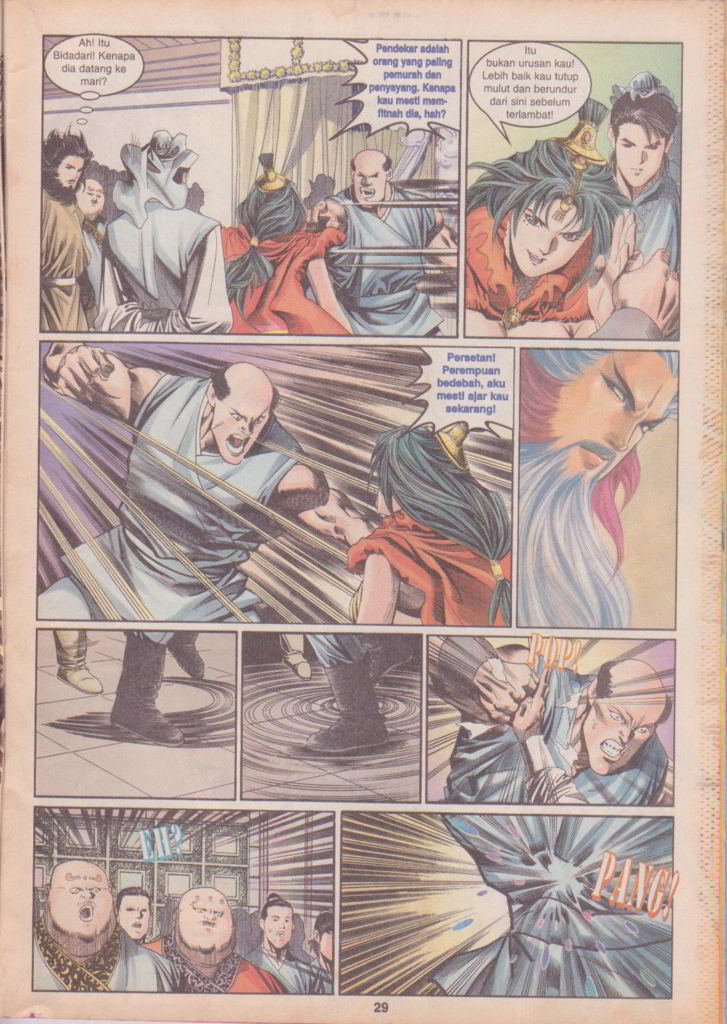 Ah! Itu
Bidadari! Kenapa
dia datang ke
mari?
Pendekar adalah
orang yang paling
pemurah dan
penyayang. Kenapa
kau mesti mem-
fitnah dia, hah?
Itu
bukan urusan kau!
Lebih baik kau tutup
mulut dan berundur
dari sini sebelum
terlambat!
Persetan!
Perempuan
bedebah, aku
mesti ajar kau
sekarang!
POP!
EH?
PANG!
29